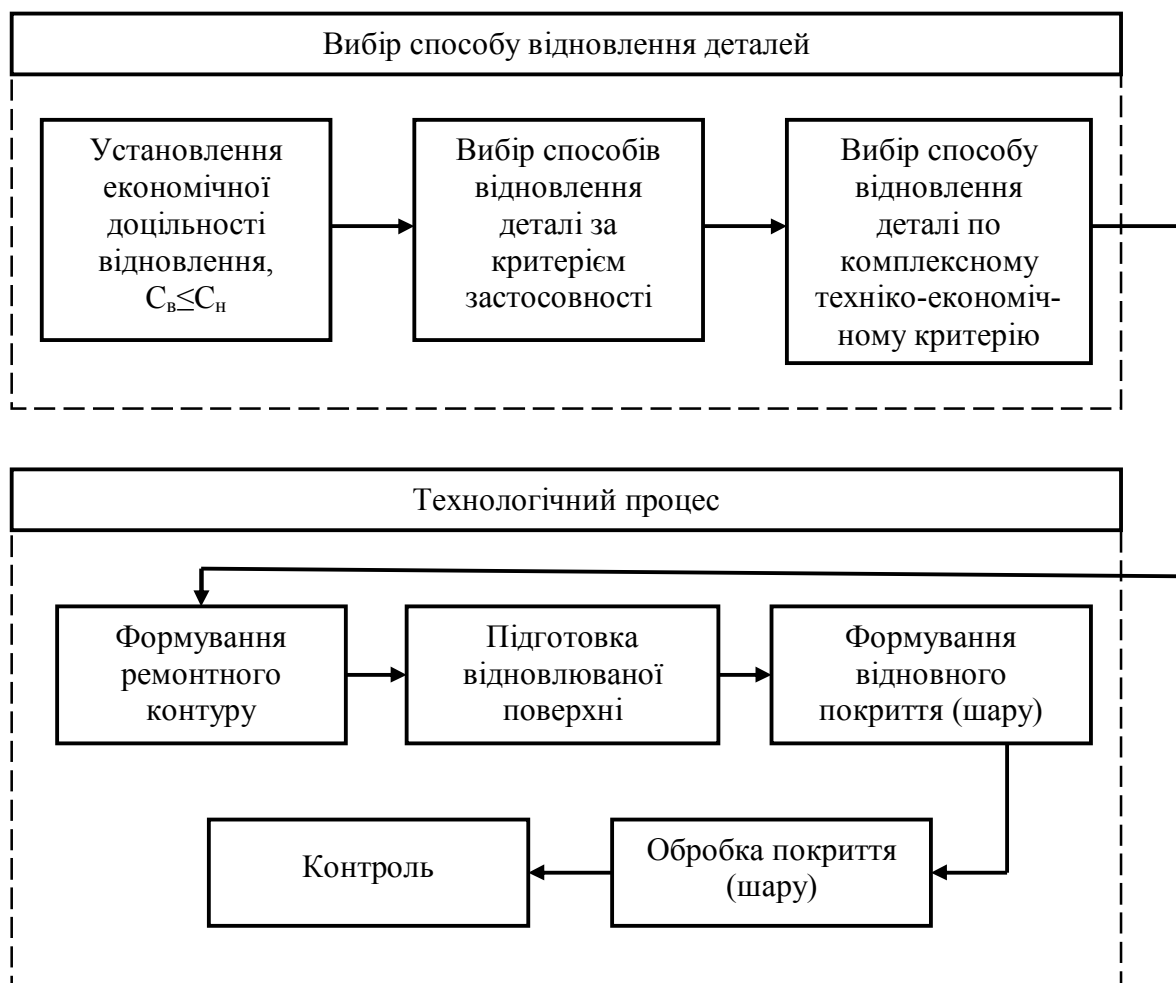 Вибір способу відновлення деталей
Установлення
економічної
доцільності
відновлення,
Св≤Сн
Вибір способів
відновлення
деталі за
критерієм
застосовності
Вибір способу
відновлення
деталі по
комплексному
техніко-економіч-
ному критерію
Технологічний процес
Формування
ремонтного
контуру
Підготовка
відновлюваної
поверхні
Формування
відновного
покриття (шару)
Контроль
Обробка покриття
(шару)